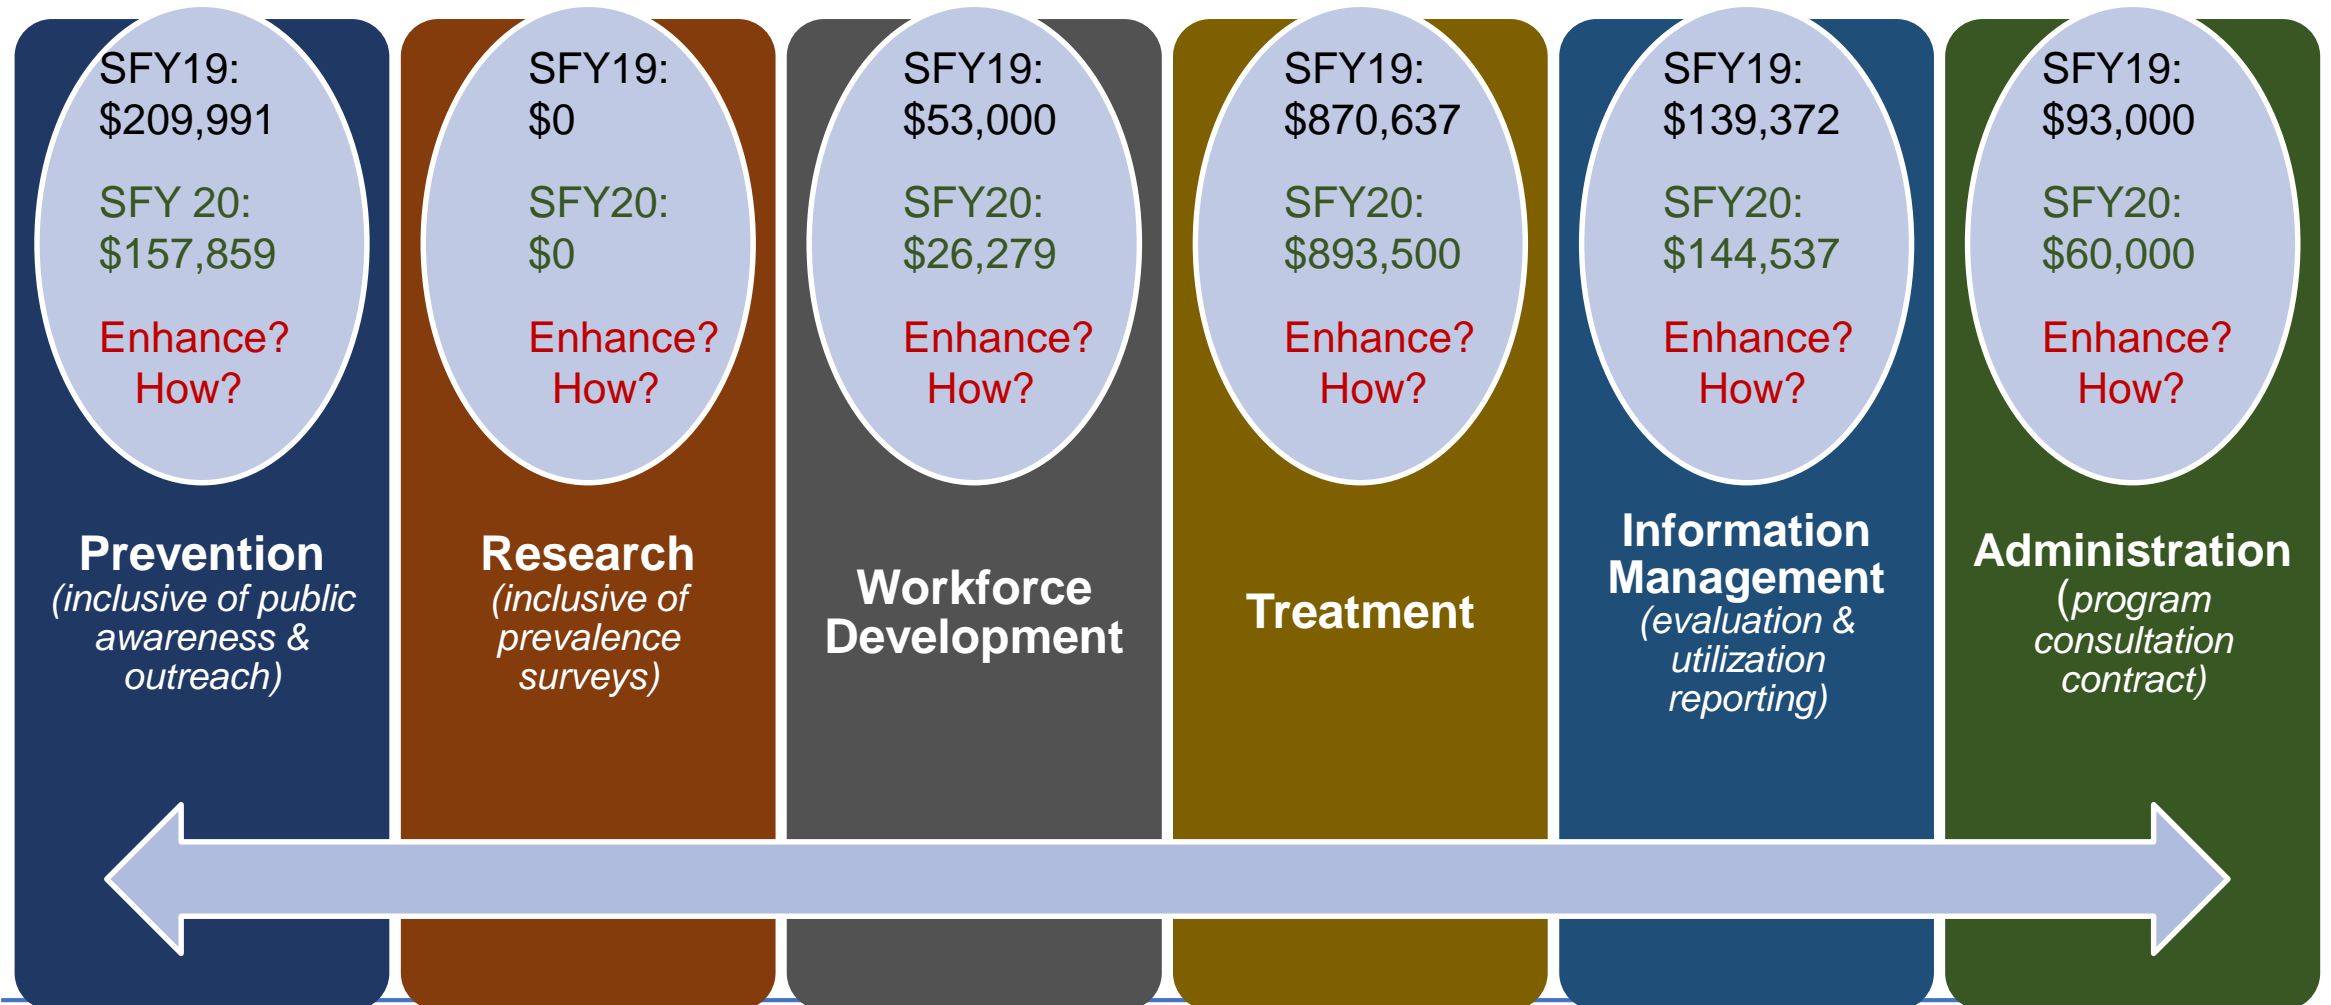 SFY19:
$209,991
SFY 20:
$157,859
Enhance?
How?
Prevention
(inclusive of public
awareness &
outreach)
SFY19:
$0
SFY20:
$0
Enhance?
How?
Research
(inclusive of
prevalence
surveys)
SFY19:
$53,000
SFY20:
$26,279
Enhance?
How?
Workforce
Development
SFY19:
$870,637
SFY20:
$893,500
Enhance?
How?
Treatment
SFY19:
$139,372
SFY20:
$144,537
Enhance?
How?
Information
Management
(evaluation &
utilization
reporting)
SFY19:
$93,000
SFY20:
$60,000
Enhance?
How?
Administration
(program
consultation
contract)